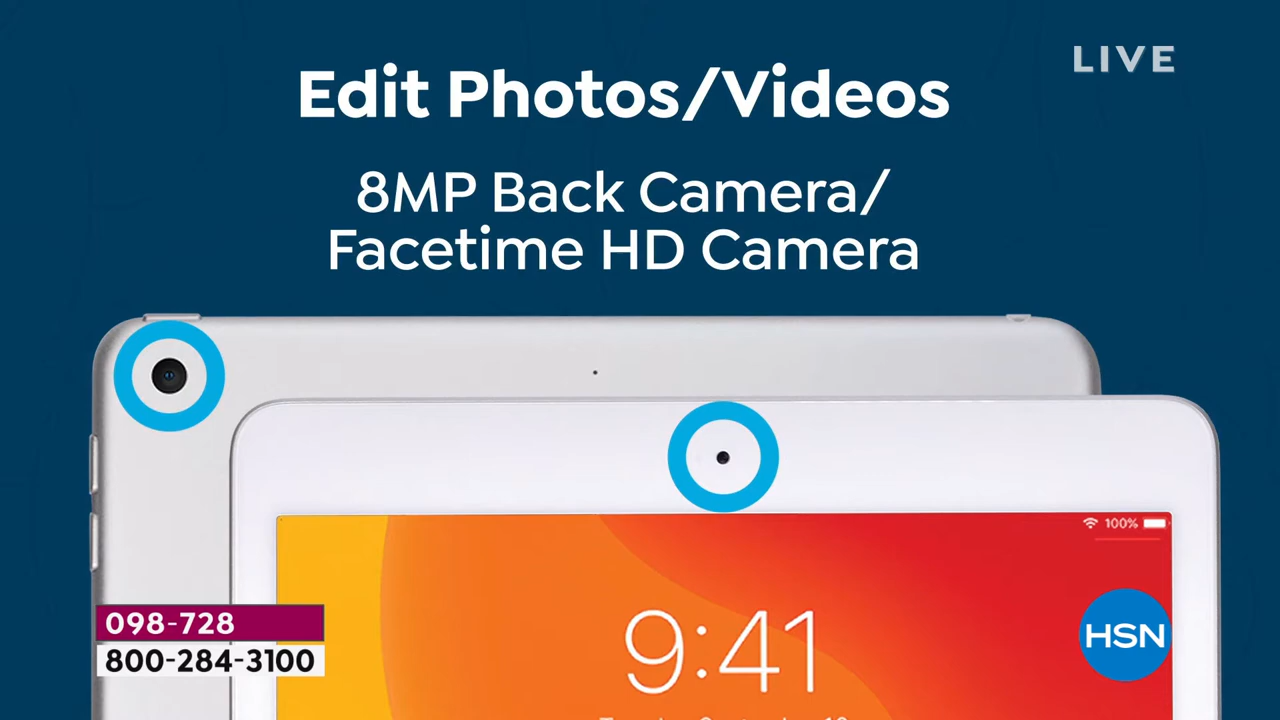 LIVE
Edit Photos/Videos
8MP Back Camera/
Facetime HD Camera
100%
9:41
098-728
800-284-3100
HSN